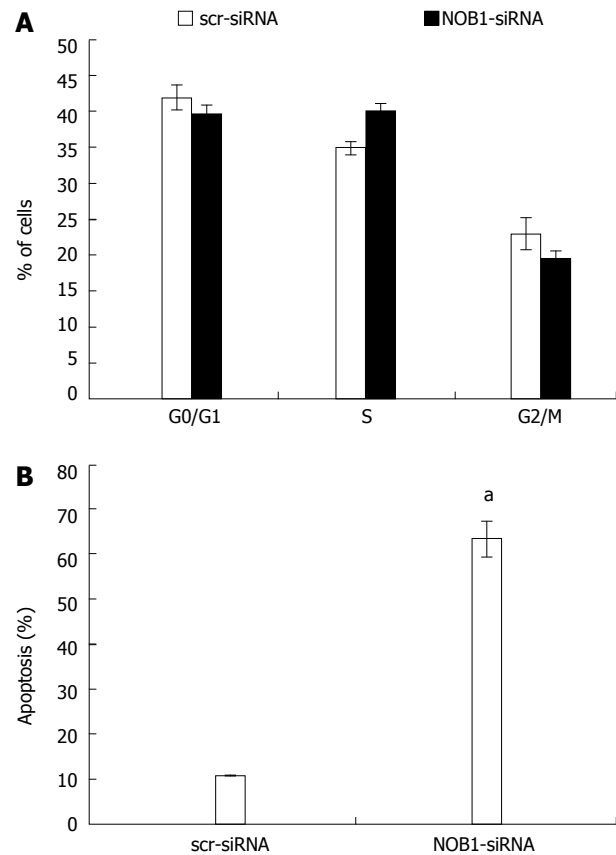 A
scr-siRNA
NOB1-siRNA
50
45
40
35
30
25
20
15
10
5
0
% of cells
G0/G1
S
G2/M
B
80
70
60
50
40
30
20
10
0
Apoptosis (%)
a
scr-siRNA
NOB1-siRNA